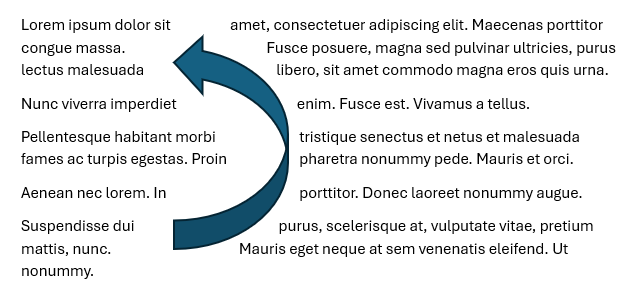 Lorem ipsum dolor sit amet, consectetuer adipiscing elit. Maecenas porttitor
congue massa. Fusce posuere, magna sed pulvinar ultricies, purus
lectus malesuada libero, sit amet commodo magna eros quis urna.
Nunc viverra imperdiet enim. Fusce est. Vivamus a tellus.
Pellentesque habitant morbi tristique senectus et netus et malesuada
fames ac turpis egestas. Proin pharetra nonummy pede. Mauris et orci.
Aenean nec lorem. In porttitor. Donec laoreet nonummy augue.
Suspendisse dui purus, scelerisque at, vulputate vitae, pretium
mattis, nunc. Mauris eget neque at sem venenatis eleifend. Ut
nonummy.